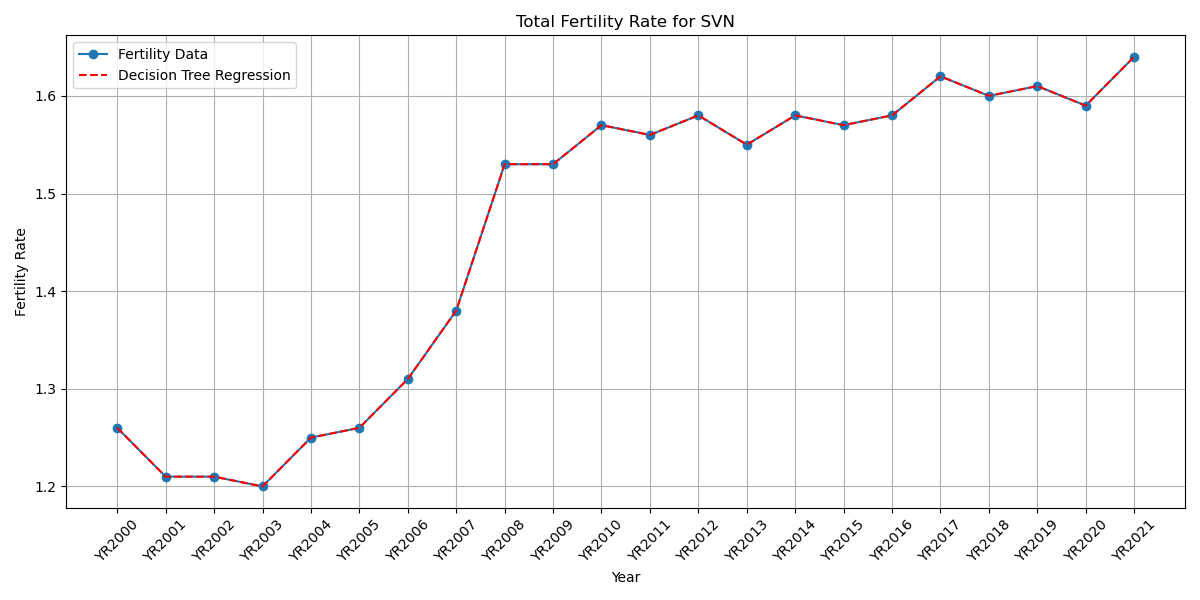 Total Fertility Rate for SVN
Fertility Data
Decision Tree Regression
Fertility Rate
1.6
1.5
1.4
1.3
1.2
YR2000
YR2001
YR2002
YR2003
YR2004
YR2005
YR2006
YR2007
YR2008
YR2009
YR2010
YR2011
YR2012
YR2013
YR2014
YR2015
YR2016
YR2017
YR2018
YR2019
YR2020
YR2021
Year